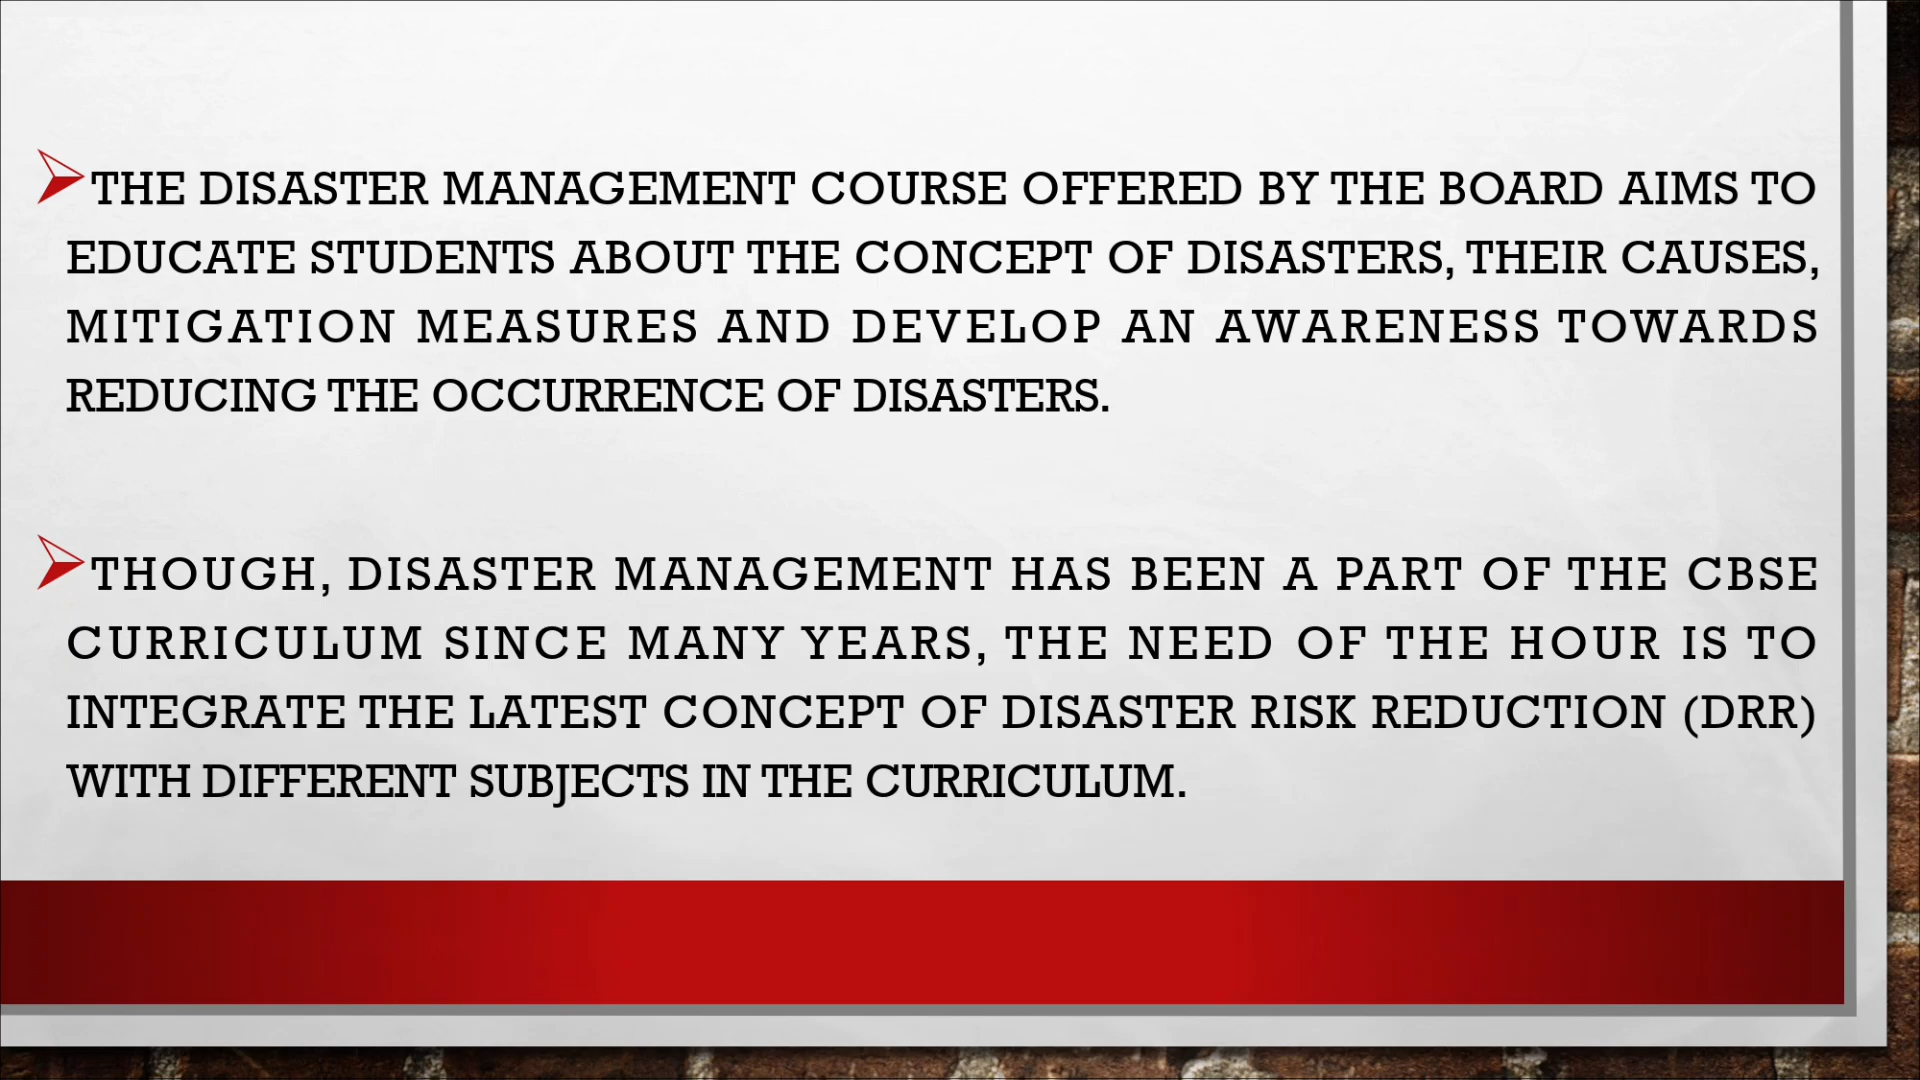 THE DISASTER MANAGEMENT COURSE OFFERED BY THE BOARD AIMS TO
EDUCATE STUDENTS ABOUT THE CONCEPT OF DISASTERS, THEIR CAUSES,
MITIGATION MEASURES AND DEVELOP AN AWARENESS TOWARDS
REDUCING THE OCCURRENCE OF DISASTERS.
THOUGH, DISASTER MANAGEMENT HAS BEEN A PART OF THE CBSE
CURRICULUM SINCE MANY YEARS, THE NEED OF THE HOUR IS TO
INTEGRATE THE LATEST CONCEPT OF DISASTER RISK REDUCTION (DRR)
WITH DIFFERENT SUBJECTS IN THE CURRICULUM.